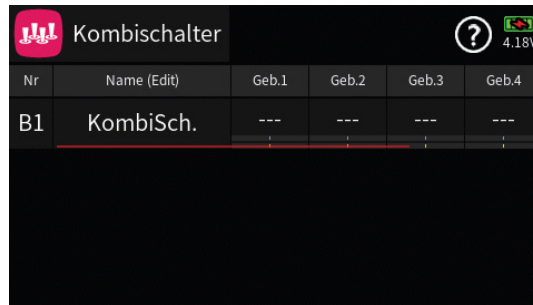 Kombischalter ? 4.18V
Nr Name (Edit) Geb.1 Geb.2 Geb.3 Geb.4
B1 KombiSch. --- --- --- ---